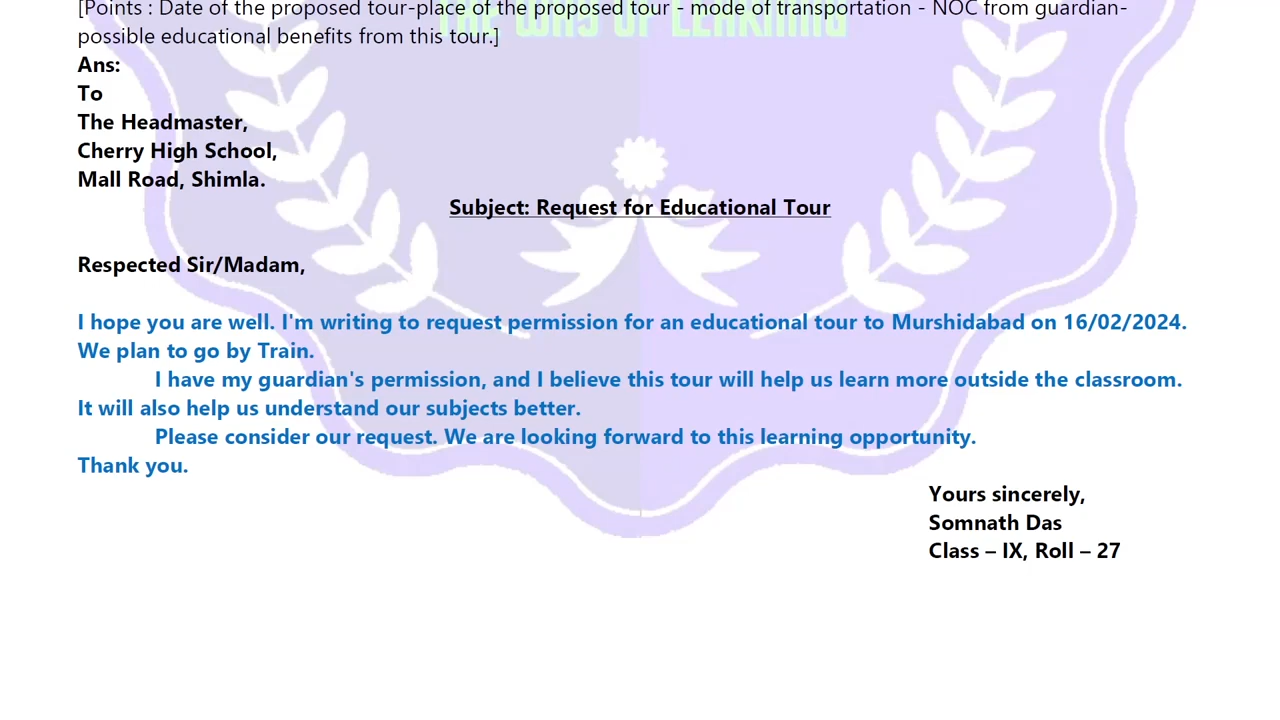 [Points : Date of the proposed tour-place of the proposed tour - mode of transportation - NOC from guardian-
possible educational benefits from this tour.]
THE WAY OF LEARNING
Ans:
To
The Headmaster,
Cherry High School,
Mall Road, Shimla.
Subject: Request for Educational Tour
Respected Sir/Madam,
I hope you are well. I'm writing to request permission for an educational tour to Murshidabad on 16/02/2024.
We plan to go by Train.
I have my guardian's permission, and I believe this tour will help us learn more outside the classroom.
It will also help us understand our subjects better.
Please consider our request. We are looking forward to this learning opportunity.
Thank you.
Yours sincerely,
Somnath Das
Class – IX, Roll – 27